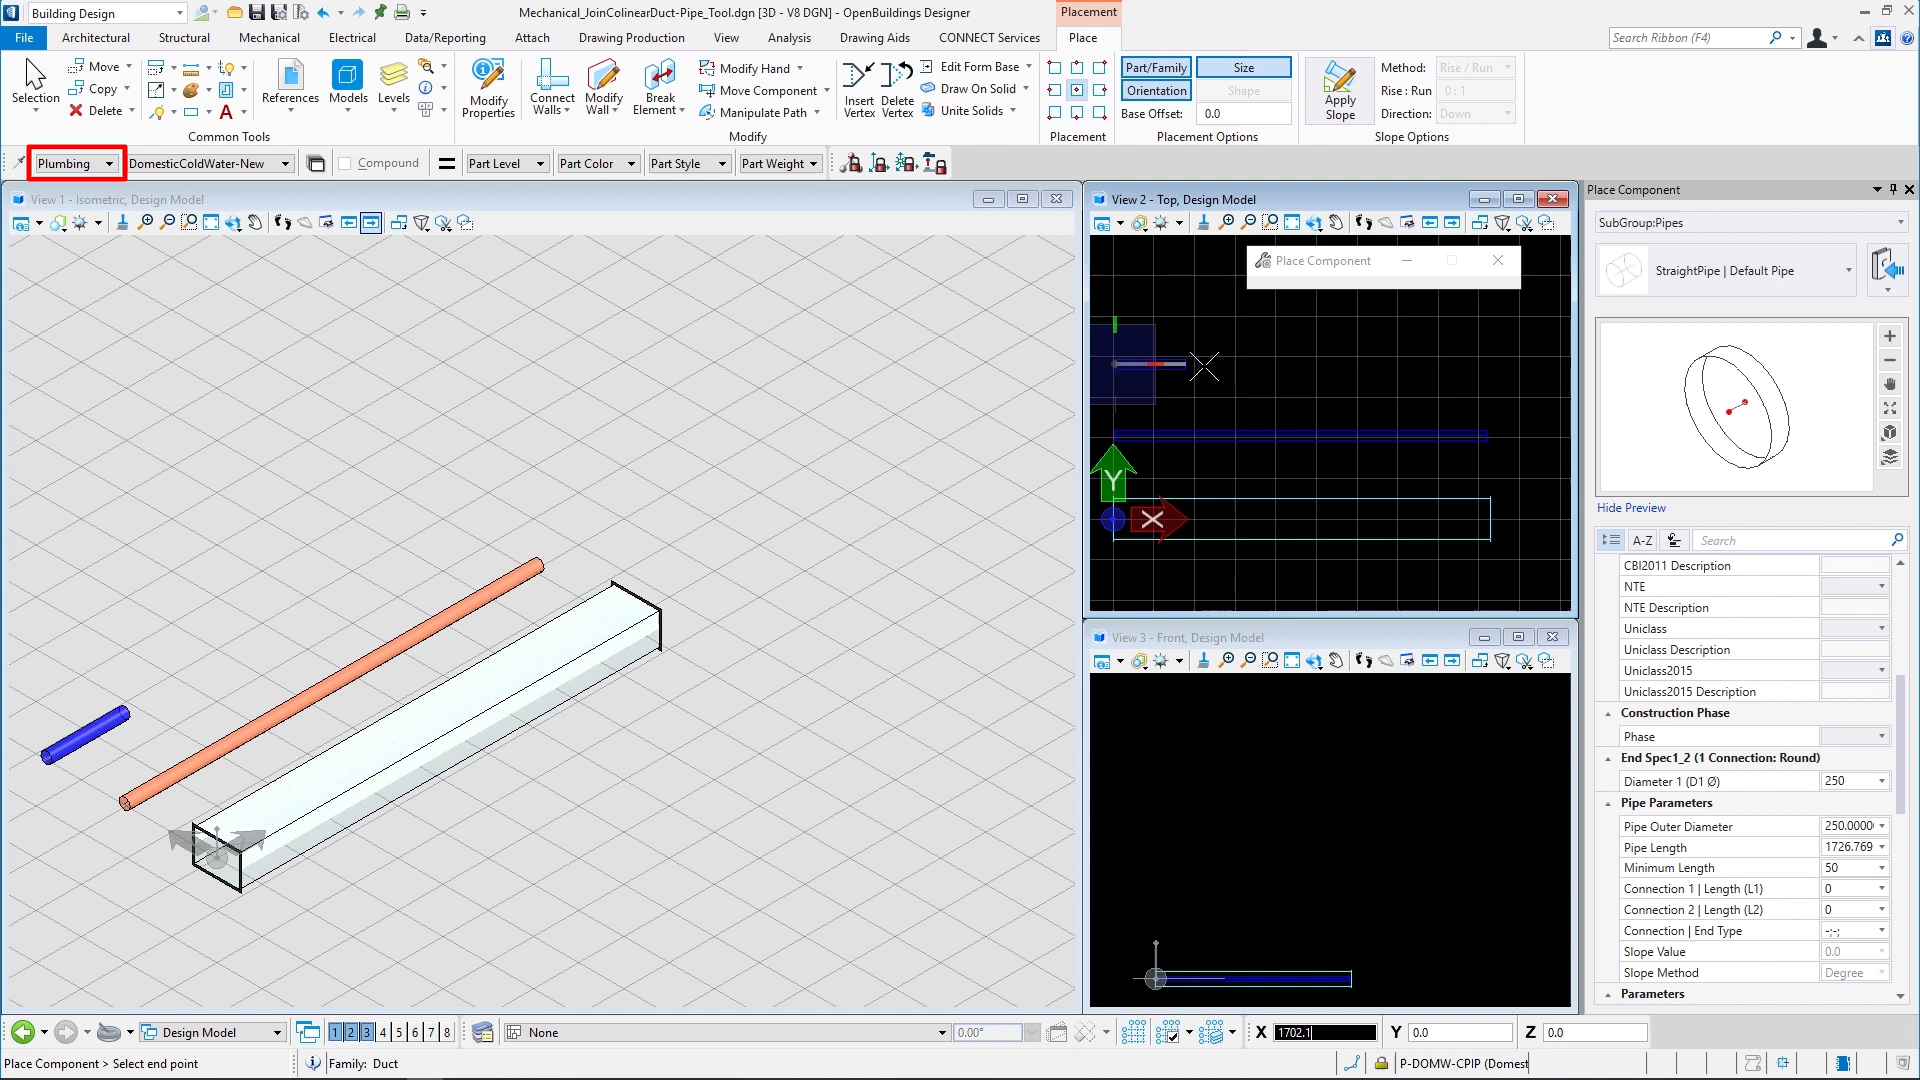 Building Design
Mechanical_JoinColinearDuct-Pipe_Tool.dgn [3D - V8 DGN] - OpenBuildings Designer
Placement
File
Architectural
Structural
Mechanical
Electrical
Data/Reporting
Attach
Drawing Production
View
Analysis
Drawing Aids
CONNECT Services
Place
Search Ribbon (F4)
Selection
Move
Copy
Delete
References
Models
Levels
Common Tools
Modify Properties
Connect Walls
Modify Wall
Break Element
Modify Hand
Move Component
Manipulate Path
Insert Vertex
Delete Vertex
Edit Form Base
Draw On Solid
Unite Solids
Modify
Placement
Part/Family
Size
Orientation
Shape
Base Offset: 0.0
Placement Options
Apply Slope
Method: Rise / Run
Rise : Run 0 : 1
Direction: Down
Slope Options
Plumbing
DomesticColdWater-New
Compound
Part Level
Part Color
Part Style
Part Weight
View 1 - Isometric, Design Model
View 2 - Top, Design Model
Place Component
Y
X
View 3 - Front, Design Model
Place Component
SubGroup:Pipes
StraightPipe | Default Pipe
Hide Preview
A-Z
Search
CBI2011 Description
NTE
NTE Description
Uniclass
Uniclass Description
Uniclass2015
Uniclass2015 Description
Construction Phase
Phase
End Spec1_2 (1 Connection: Round)
Diameter 1 (D1 Ø) 250
Pipe Parameters
Pipe Outer Diameter 250.0000
Pipe Length 1726.769
Minimum Length 50
Connection 1 | Length (L1) 0
Connection 2 | Length (L2) 0
Connection | End Type -;-;
Slope Value 0.0
Slope Method Degree
Parameters
Design Model
1 2 3 4 5 6 7 8
None
0.00°
X 1702.1
Y 0.0
Z 0.0
Place Component > Select end point
Family: Duct
P-DOMW-CPIP (Domest